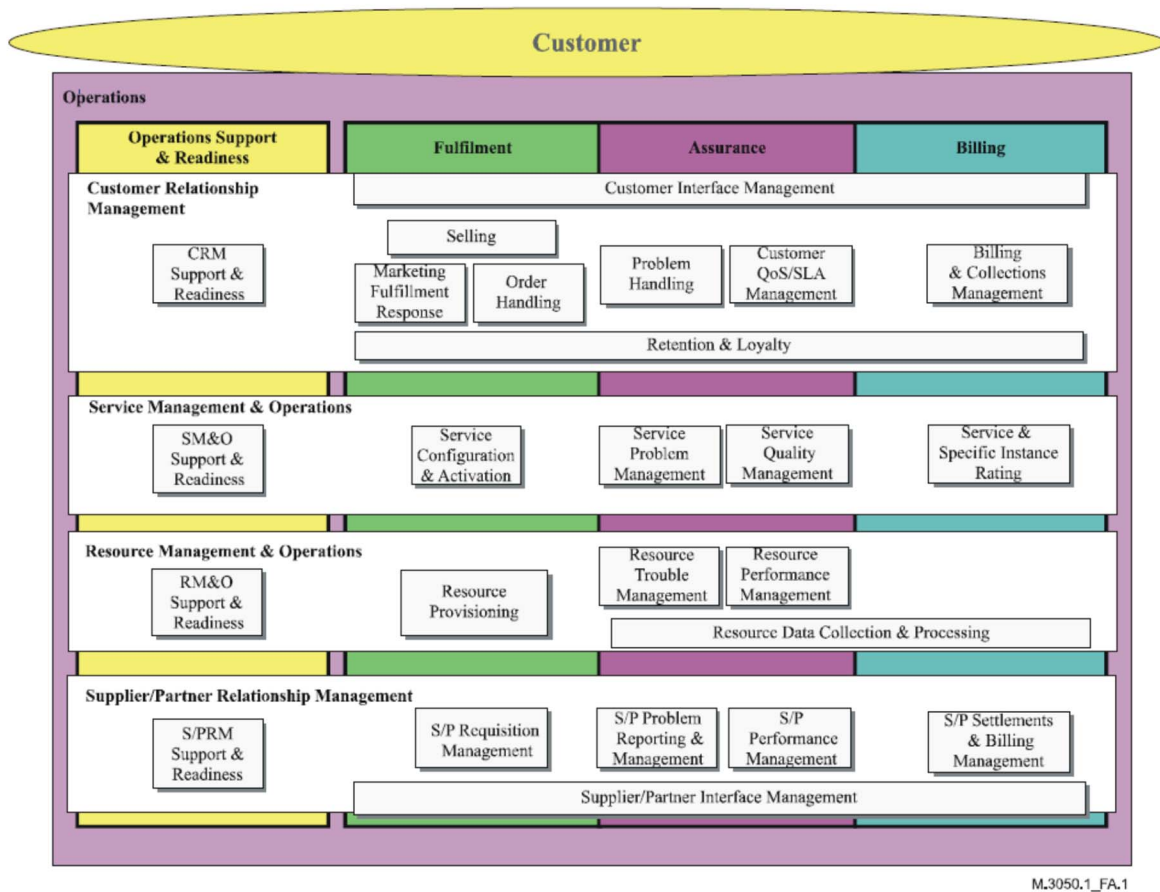 Customer
Operations
Operations Support
& Readiness
Fulfilment
Assurance
Billing
Customer Relationship
Management
Customer Interface Management
CRM
Support &
Readiness
Selling
Marketing
Fulfillment
Response
Order
Handling
Problem
Handling
Customer
QoS/SLA
Management
Billing
& Collections
Management
Retention & Loyalty
Service Management & Operations
SM&O
Support &
Readiness
Service
Configuration
& Activation
Service
Problem
Management
Service
Quality
Management
Service &
Specific Instance
Rating
Resource Management & Operations
RM&O
Support &
Readiness
Resource
Provisioning
Resource
Trouble
Management
Resource
Performance
Management
Resource Data Collection & Processing
Supplier/Partner Relationship Management
S/PRM
Support &
Readiness
S/P Requisition
Management
S/P Problem
Reporting &
Management
S/P
Performance
Management
S/P Settlements
& Billing
Management
Supplier/Partner Interface Management
M.3050.1_FA.1